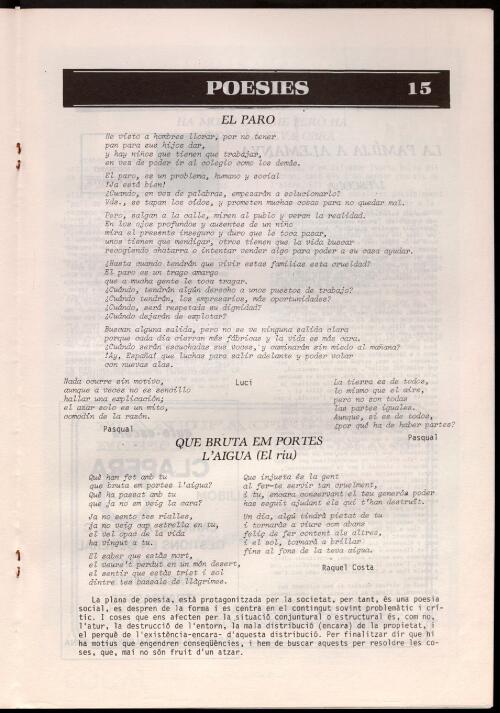 POESIES 15
EL PARO
He visto a hombres llorar, por no tener
pan para sus hijos dar,
y hay niños que tienen que trabajar,
en ves de poder ir al colegio como los demás.
El paro, es un problema, humano y social
!Ja está bien!
¿Cuando, en vez de palabras, empezarán a solucionarlo?
Vds., se tapan los oídos, y prometen muchas cosas para no quedar mal.
Pero, salgan a la calle, miren al publo y veran la realidad.
En los ojos profundos y ausentes de un niño
mira el presente inseguro y duro que le toca pasar,
unos tienen que mendigar, otros tienen que la vida buscar
recogiendo chatarra o intentar vender algo para poder a su casa ayudar.
¿Hasta cuando tendrán que vivir estas familias esta crueldad?
El paro es un trago amargo
que a mucha gente le toca tragar.
¿Cuándo, tendrán algún derecho a unos puestos de trabajo?
¿Cuándo tendrán, los empresarios, más oportunidades?
¿Cuándo, será respetada su dignidad?
¿Cuándo dejarán de explotar?
Buscan alguna salida, pero no se ve ninguna salida clara
porque cada día cierran más fábricas y la vida es más cara.
¿Cuándo serán escuchadas sus voces, y caminarán sin miedo al mañana?
!Ay, España! que luchas para salir adelante y poder volar
con nuevas alas.
Luci
Nada ocurre sin motivo,
aunque a veces no es sencillo
hallar una explicación;
el azar solo es un mito,
comodín de la razón.
Pasqual
La tierra es de todos,
lo mismo que el aire,
pero no son todas
las partes iguales.
Aunque, si es de todos,
¿por qué ha de haber partes?
Pasqual
QUE BRUTA EM PORTES
L'AIGUA (El riu)
Què han fet amb tu
que bruta em portes l'aigua?
Què ha passat amb tu
que ja no em veig la cara?
Ja no sento tes rialles,
ja no veig cap estrella en tu,
el vel opac de la vida
ha vingut a tu.
El saber que estàs mort,
el veure't perdut en un món desert,
el sentir que estàs trist i sol
dintre tes bassals de llàgrimes.
Que injusta és la gent
al fer-te servir tan cruelment,
i tu, encara conservant el teu generós poder
has seguit ajudant els qui t'han destruït.
Un dia, algú tindrà pietat de tu
i tornaràs a viure com abans
feliç de fer content als altres,
i el sol, tornarà a brillar
fins al fons de la teva aigua.
Raquel Costa
La plana de poesia, està protagonitzada per la societat, per tant, és una poesia
social, es despren de la forma i es centra en el contingut sovint problemàtic i crí-
tic. I coses que ens afecten per la situació conjuntural o estructural és, com no,
l'atur, la destrucció de l'entorn, la mala distribució (encara) de la propietat, i
el perquè de l'existència-encara- d'aquesta distribució. Per finalitzar dir que hi
ha motius que engendren conseqüències, i hem de buscar aquests per resoldre les co-
ses, que, mai no són fruit d'un atzar.